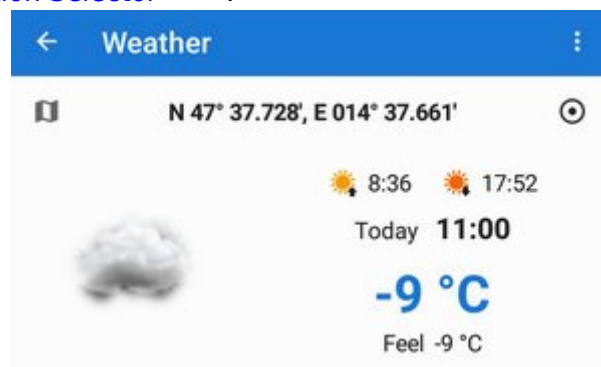 Weather
N 47° 37.728', E 014° 37.661'
8:36 17:52
Today 11:00
-9 °C
Feel -9 °C